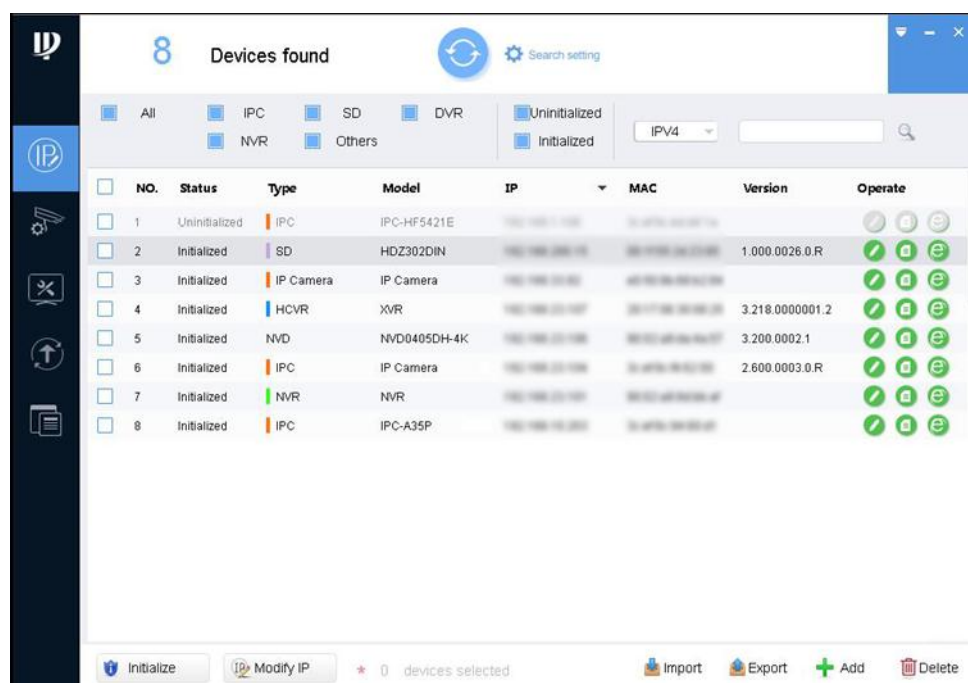 8 Devices found Search setting
All IPC SD DVR Uninitialized
NVR Others Initialized IPV4
NO. Status Type Model IP MAC Version Operate
1 Uninitialized IPC IPC-HF5421E
2 Initialized SD HDZ302DIN 1.000.0026.0.R
3 Initialized IP Camera IP Camera
4 Initialized HCVR XVR 3.218.0000001.2
5 Initialized NVD NVD0405DH-4K 3.200.0002.1
6 Initialized IPC IP Camera 2.600.0003.0.R
7 Initialized NVR NVR
8 Initialized IPC IPC-A35P
Initialize Modify IP * 0 devices selected Import Export Add Delete